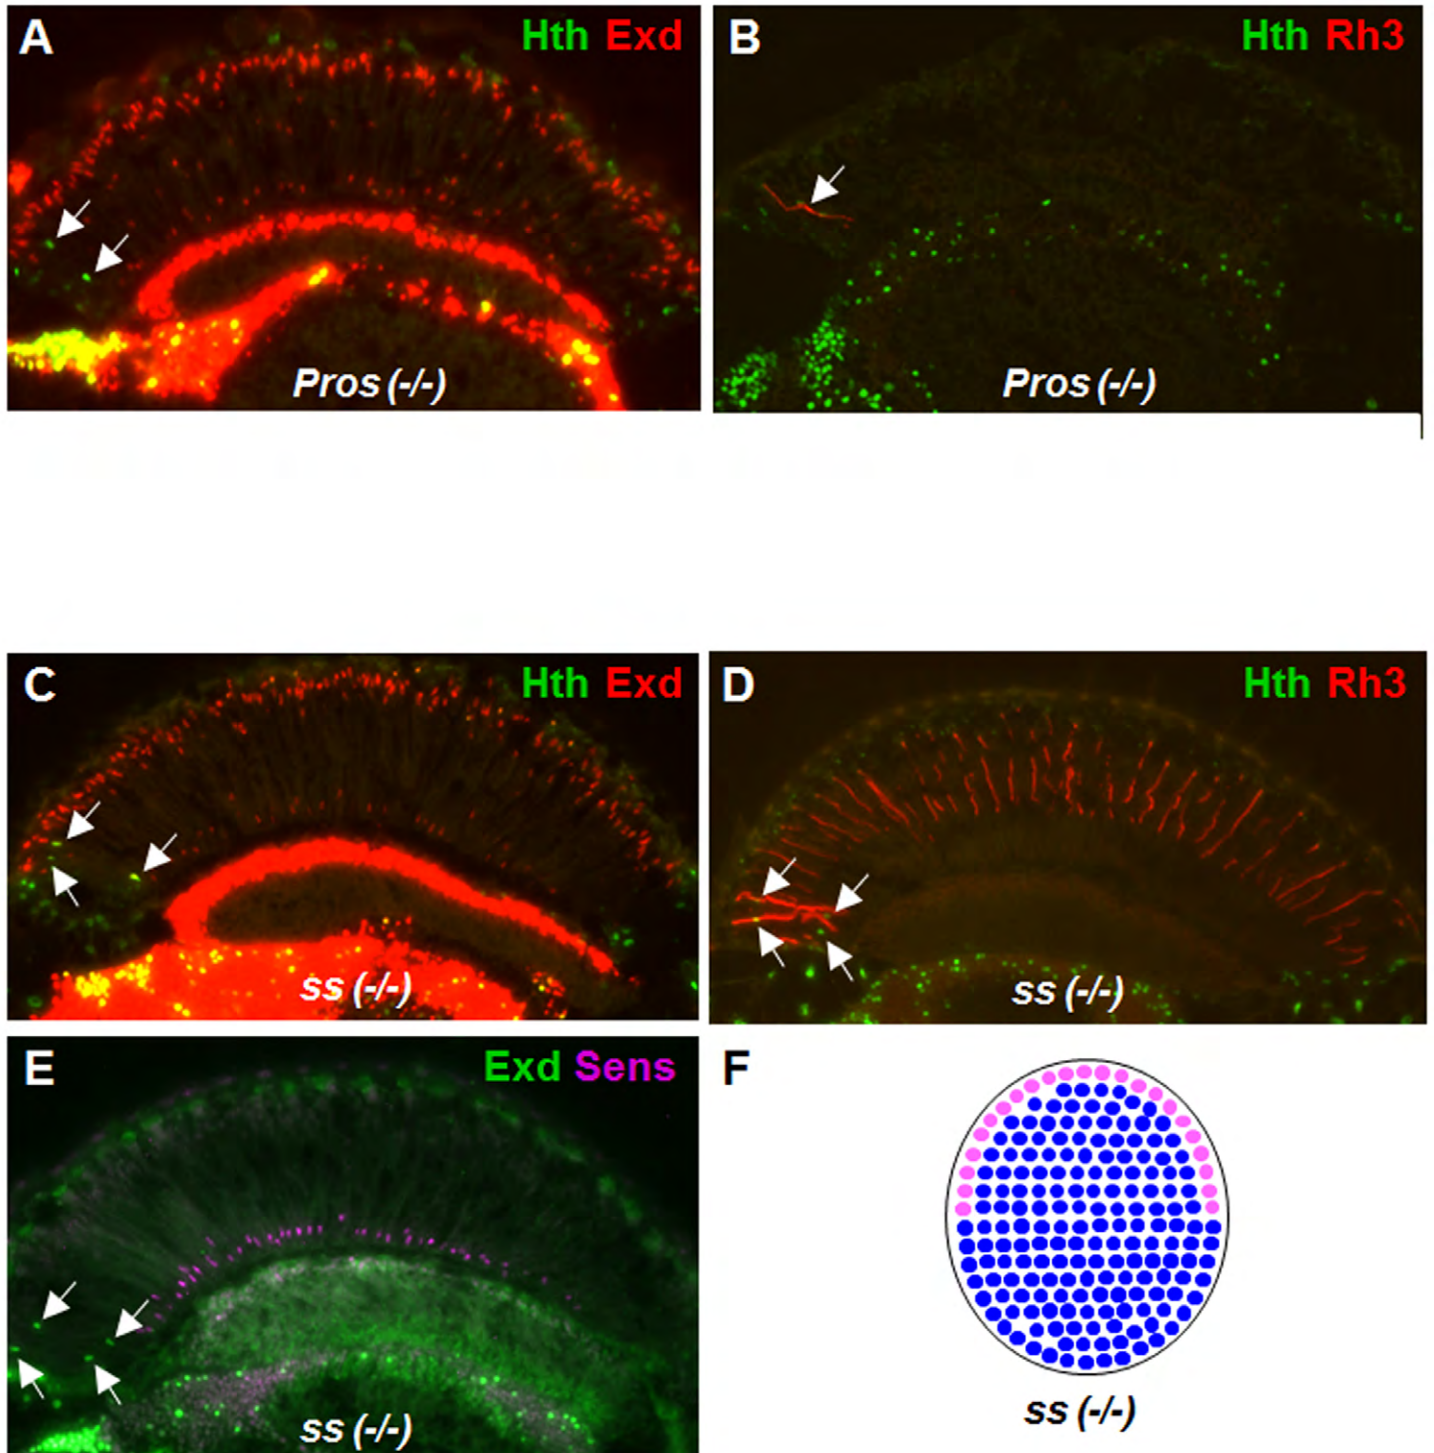 A Hth Exd
Pros (-/-)
B Hth Rh3
Pros (-/-)
C Hth Exd
ss (-/-)
D Hth Rh3
ss (-/-)
E Exd Sens
ss (-/-)
F
ss (-/-)